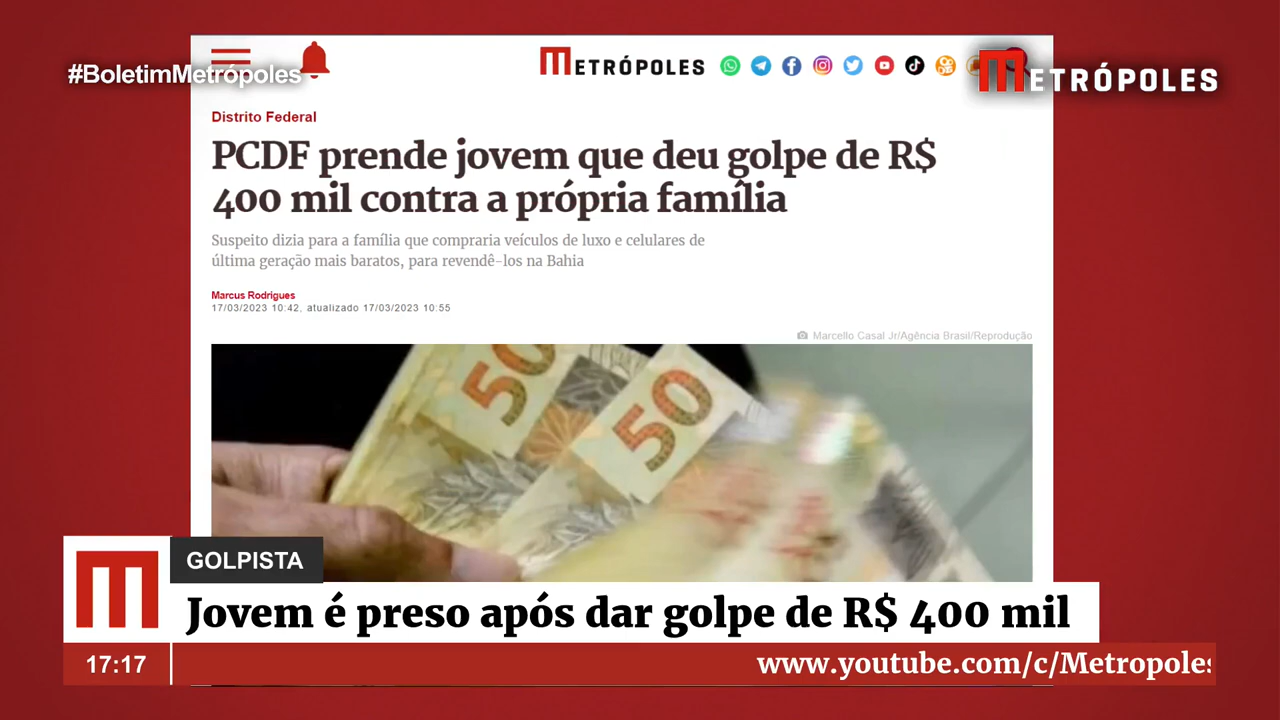 #BoletimMetrópoles
METRÓPOLES
METRÓPOLES
Distrito Federal
PCDF prende jovem que deu golpe de R$
400 mil contra a própria família
Suspeito dizia para a família que compraria veículos de luxo e celulares de
última geração mais baratos, para revendê-los na Bahia
Marcus Rodrigues
17/03/2023 10:42, atualizado 17/03/2023 10:55
Marcello Casal Jr/Agência Brasil/Reprodução
50
50
GOLPISTA
M
Jovem é preso após dar golpe de R$ 400 mil
17:17
www.youtube.com/c/Metropoles